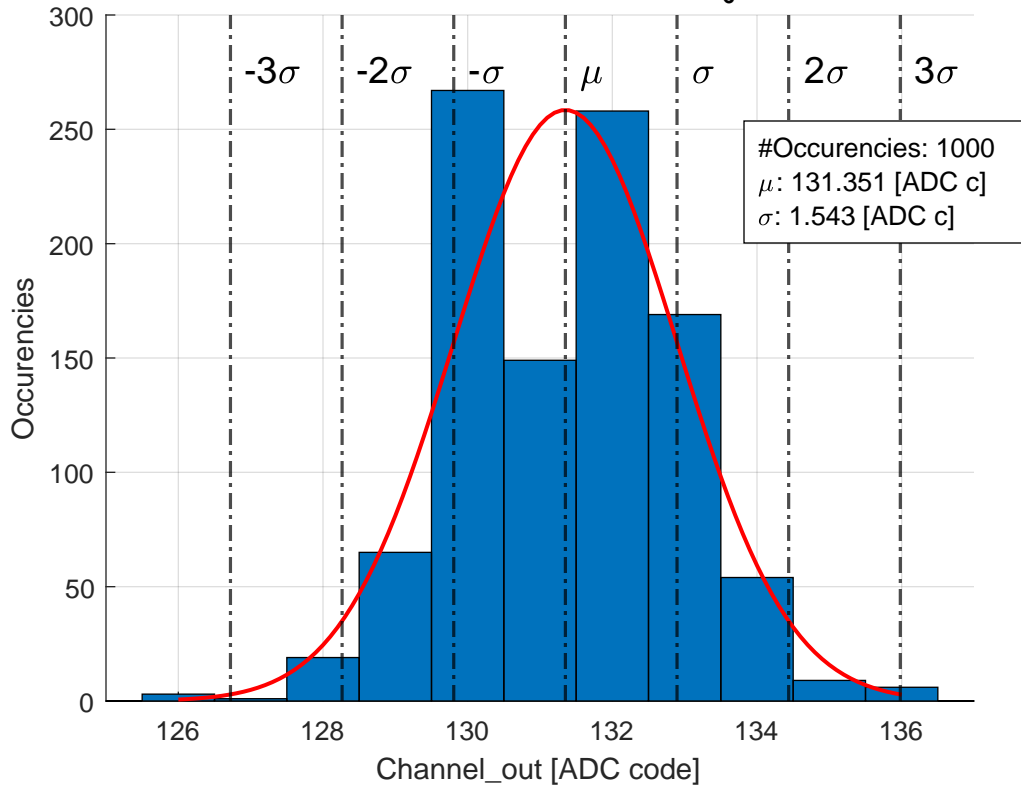 300
-3σ -2σ -σ μ σ 2σ 3σ
250
#Occurencies: 1000
μ: 131.351 [ADC c]
σ: 1.543 [ADC c]
200
Occurencies
150
100
50
0
126 128 130 132 134 136
Channel_out [ADC code]